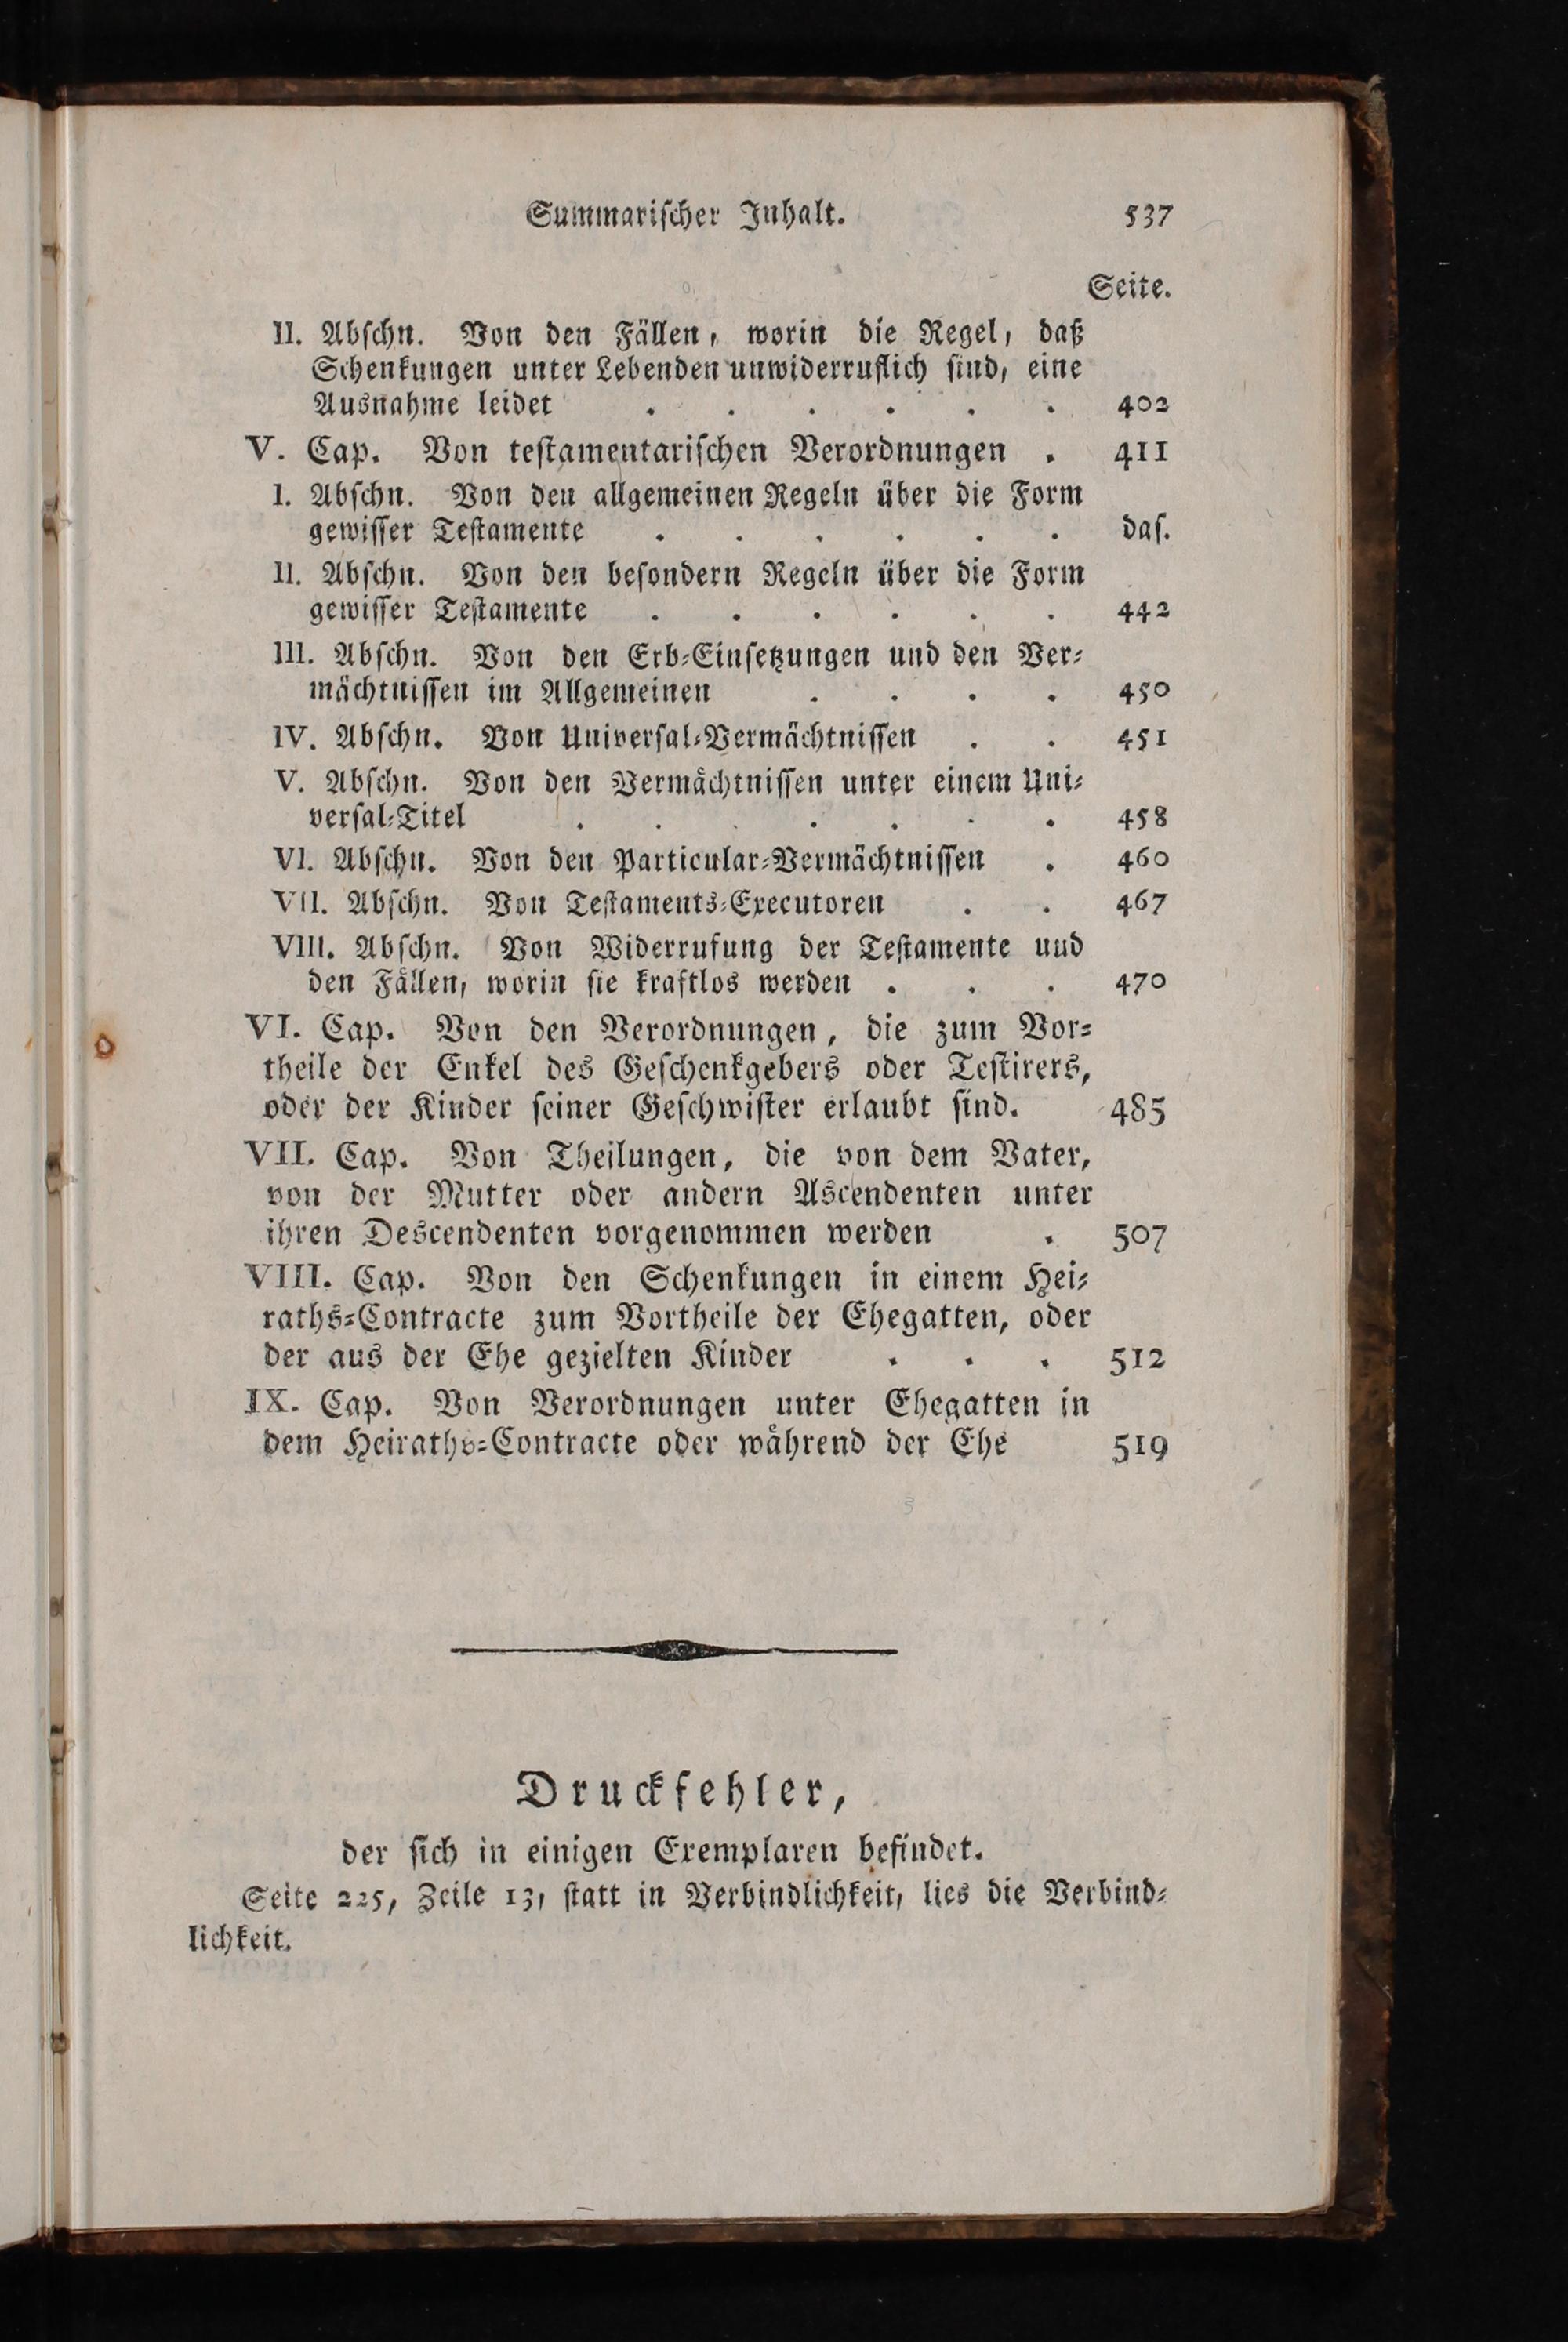 Summarischer Inhalt. 537
Seite.
II. Abschn. Von den Fällen, worin die Regel, daß
Schenkungen unter Lebenden unwiderruflich sind, eine
Ausnahme leidet . . . . . . 402
V. Cap. Von testamentarischen Verordnungen . 411
I. Abschn. Von den allgemeinen Regeln über die Form
gewisser Testamente . . . . . . das.
II. Abschn. Von den besondern Regeln über die Form
gewisser Testamente . . . . . . 442
III. Abschn. Von den Erb-Einsetzungen und den Ver-
mächtnissen im Allgemeinen . . . . 450
IV. Abschn. Von Universal-Vermächtnissen . . 451
V. Abschn. Von den Vermächtnissen unter einem Uni-
versal-Titel . . . . . . . 458
VI. Abschn. Von den Particular-Vermächtnissen . 460
VII. Abschn. Von Testaments-Executoren . . 467
VIII. Abschn. Von Widerrufung der Testamente und
den Fällen, worin sie kraftlos werden . . . 470
VI. Cap. Von den Verordnungen, die zum Vor-
theile der Enkel des Geschenkgebers oder Testirers,
oder der Kinder seiner Geschwister erlaubt sind. 485
VII. Cap. Von Theilungen, die von dem Vater,
von der Mutter oder andern Ascendenten unter
ihren Descendenten vorgenommen werden . 507
VIII. Cap. Von den Schenkungen in einem Hei-
raths-Contracte zum Vortheile der Ehegatten, oder
der aus der Ehe gezielten Kinder . . . 512
IX. Cap. Von Verordnungen unter Ehegatten in
dem Heiraths-Contracte oder während der Ehe 519
Druckfehler,
der sich in einigen Exemplaren befindet.
Seite 225, Zeile 13, statt in Verbindlichkeit, lies die Verbind-
lichkeit.